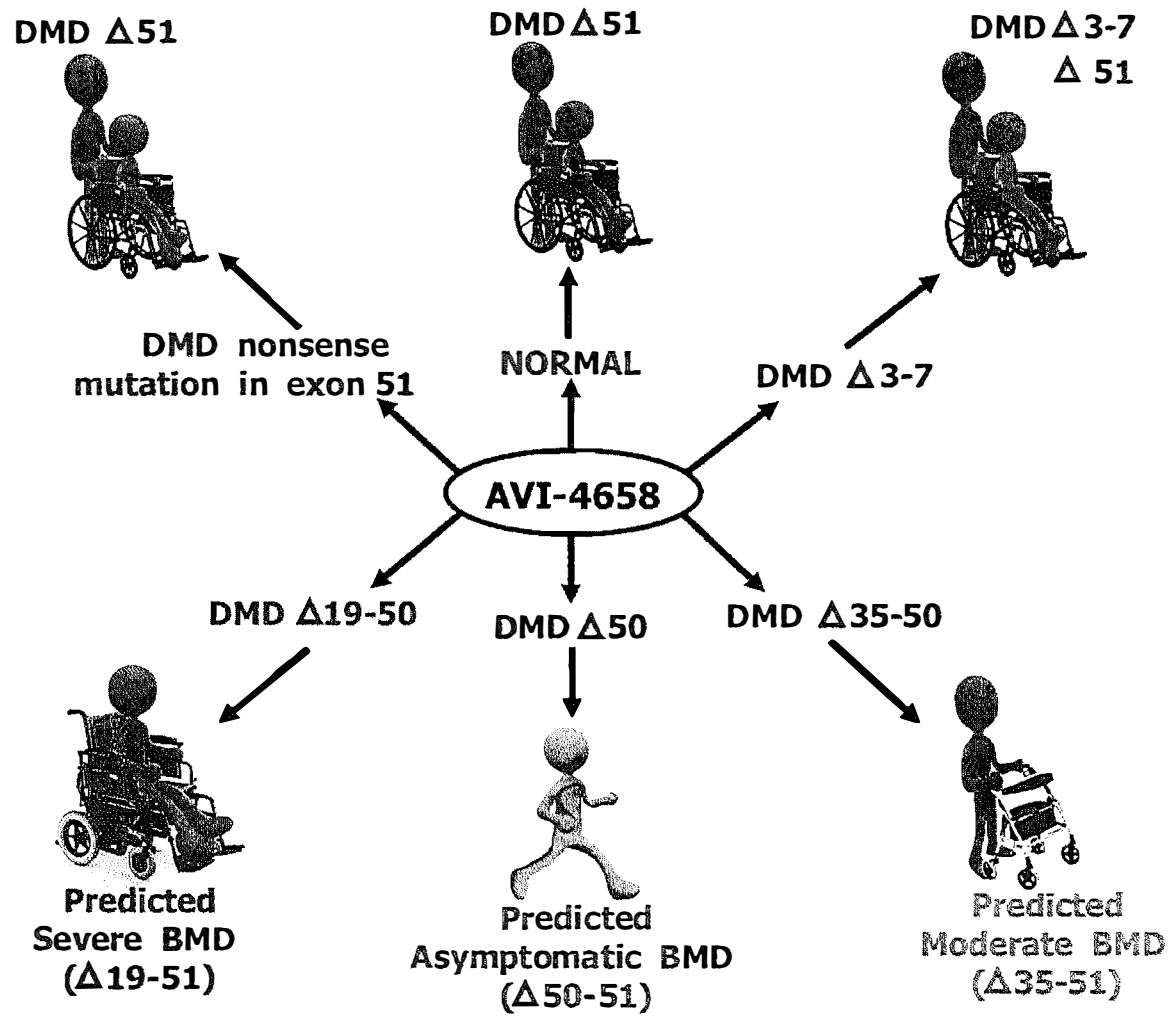 DMD Δ51
DMD Δ51
DMD Δ3-7
Δ 51
DMD nonsense
mutation in exon 51
NORMAL
DMD Δ3-7
AVI-4658
DMD Δ19-50
DMD Δ50
DMD Δ35-50
Predicted
Severe BMD
(Δ19-51)
Predicted
Asymptomatic BMD
(Δ50-51)
Predicted
Moderate BMD
(Δ35-51)